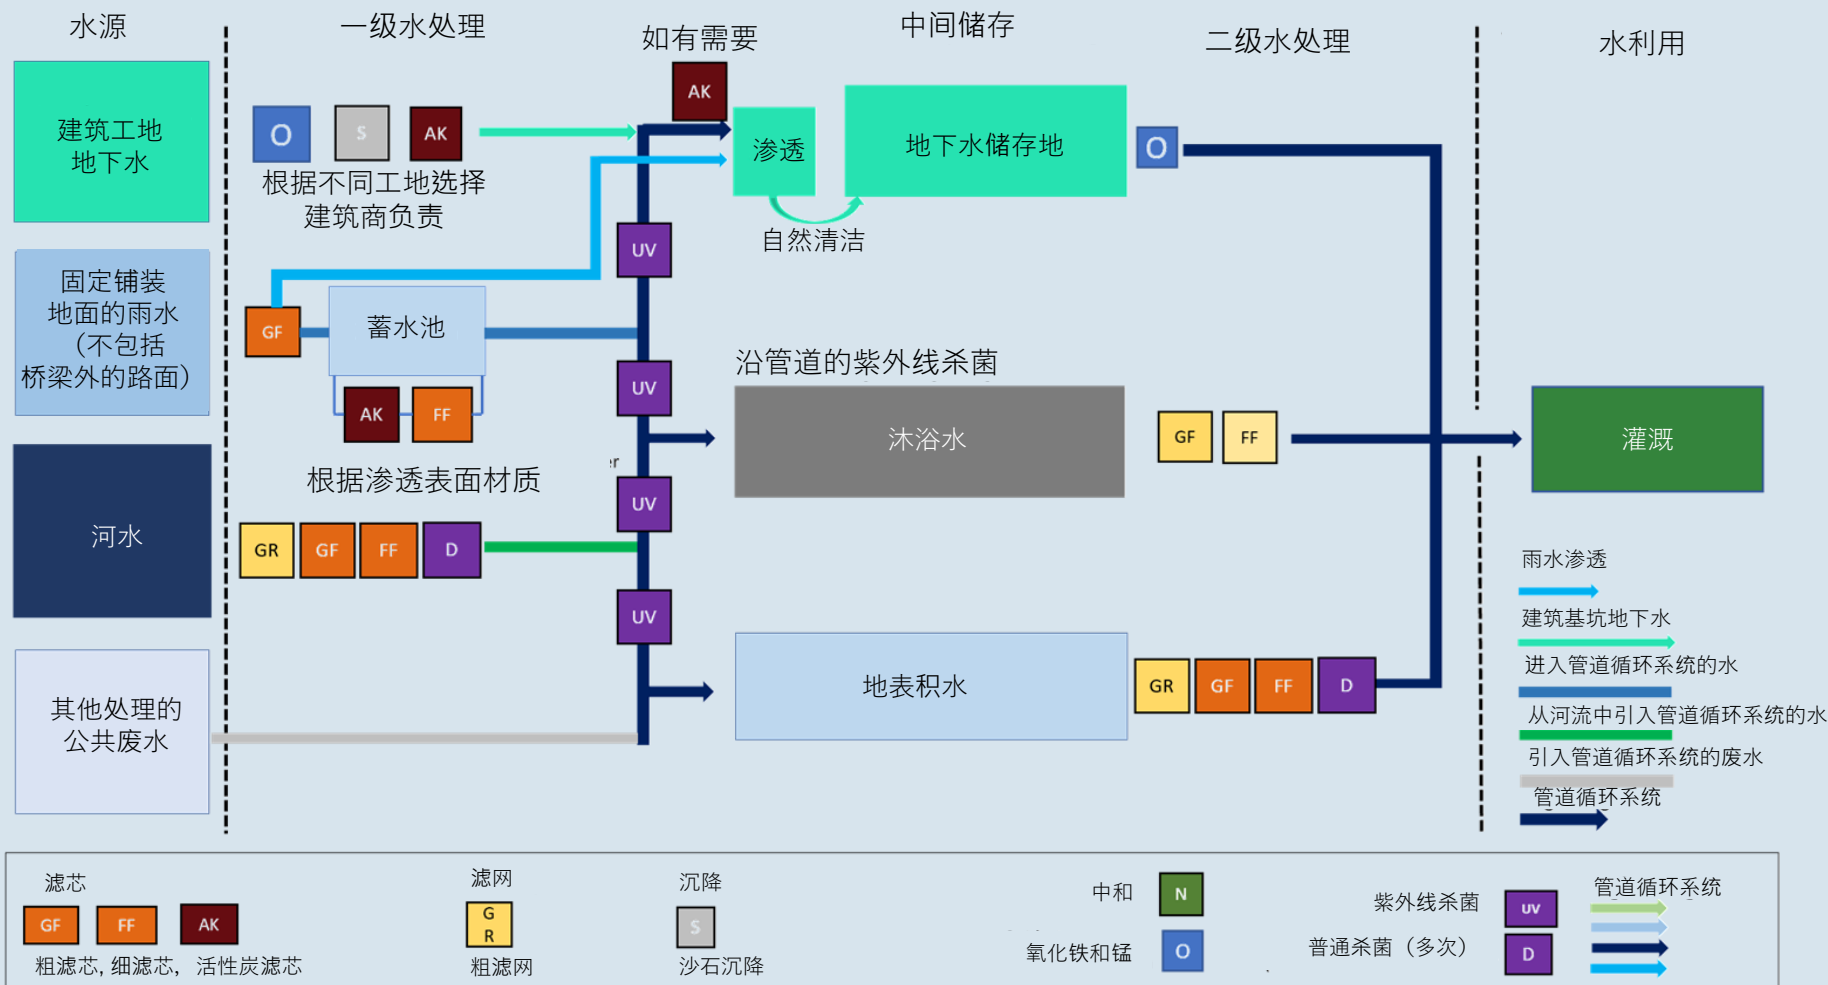 水源
一级水处理
如有需要
中间储存
二级水处理
水利用
建筑工地
地下水
O
S
AK
根据不同工地选择
建筑商负责
AK
渗透
地下水储存地
自然清洁
O
固定铺装
地面的雨水
（不包括
桥梁外的路面）
GF
蓄水池
AK
FF
根据渗透表面材质
UV
UV
UV
UV
er
沿管道的紫外线杀菌
沐浴水
GF
FF
灌溉
河水
GR
GF
FF
D
其他处理的
公共废水
地表积水
GR
GF
FF
D
雨水渗透
建筑基坑地下水
进入管道循环系统的水
从河流中引入管道循环系统的水
引入管道循环系统的废水
管道循环系统
滤芯
GF
FF
AK
粗滤芯, 细滤芯, 活性炭滤芯
滤网
G
R
粗滤网
沉降
S
沙石沉降
中和
N
氧化铁和锰
O
紫外线杀菌
UV
普通杀菌（多次）
D
管道循环系统